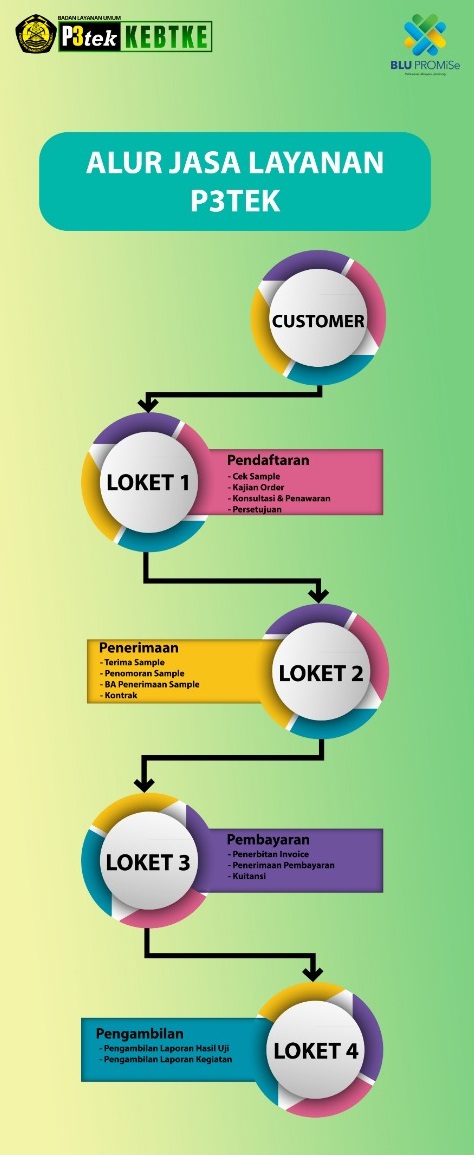 BADAN LAYANAN UMUM
P3tek KEBTKE
BLU PROMiSe
ALUR JASA LAYANAN
P3TEK
CUSTOMER
LOKET 1
Pendaftaran
- Cek Sample
- Kajian Order
- Konsultasi & Penawaran
- Persetujuan
Penerimaan
- Terima Sample
- Penomoran Sample
- BA Penerimaan Sample
- Kontrak
LOKET 2
LOKET 3
Pembayaran
- Penerbitan Invoice
- Penerimaan Pembayaran
- Kuitansi
Pengambilan
- Pengambilan Laporan Hasil Uji
- Pengambilan Laporan Kegiatan
LOKET 4